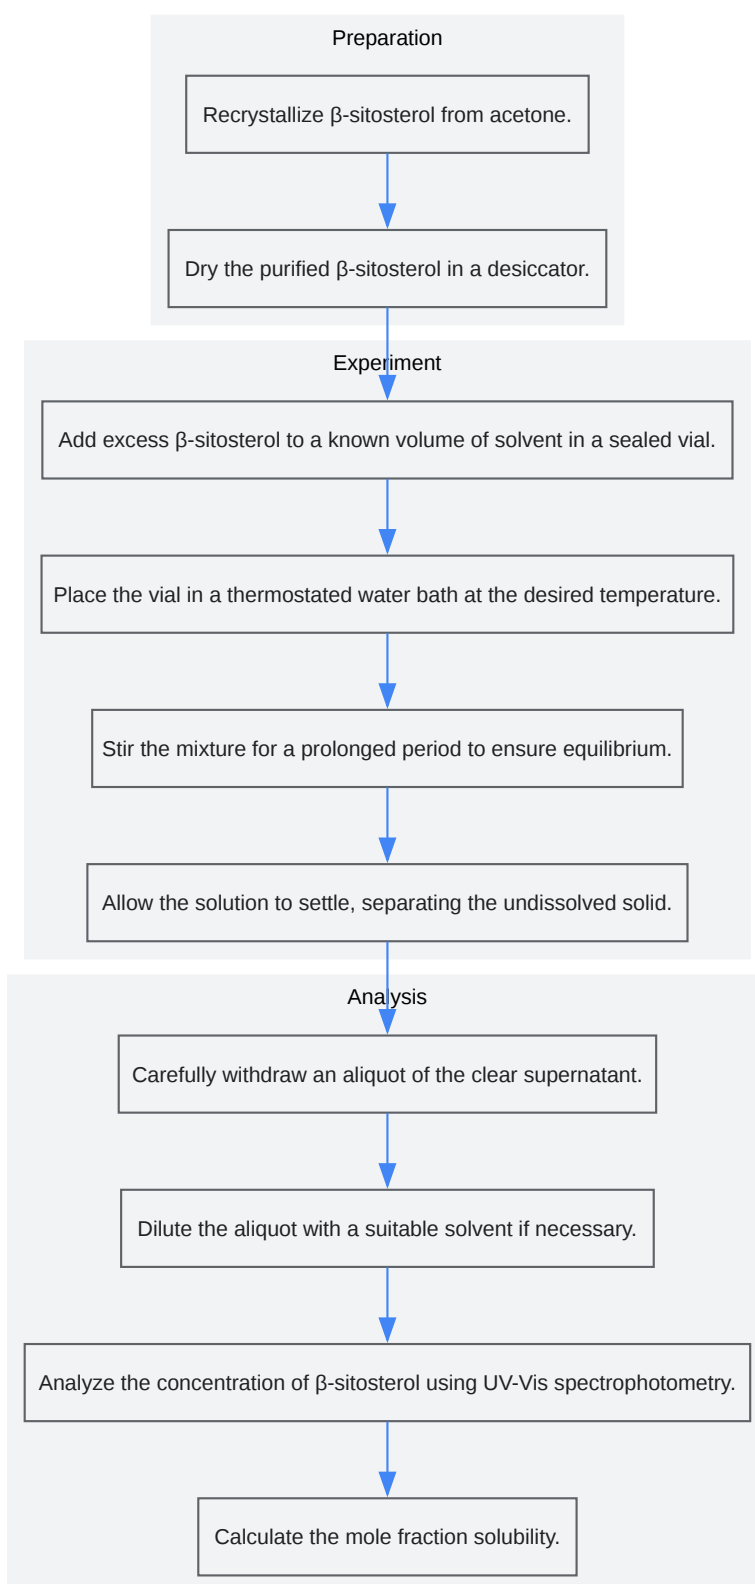 Preparation
Recrystallize β-sitosterol from acetone.
Dry the purified β-sitosterol in a desiccator.
Experiment
Add excess β-sitosterol to a known volume of solvent in a sealed vial.
Place the vial in a thermostated water bath at the desired temperature.
Stir the mixture for a prolonged period to ensure equilibrium.
Allow the solution to settle, separating the undissolved solid.
Analysis
Carefully withdraw an aliquot of the clear supernatant.
Dilute the aliquot with a suitable solvent if necessary.
Analyze the concentration of β-sitosterol using UV-Vis spectrophotometry.
Calculate the mole fraction solubility.